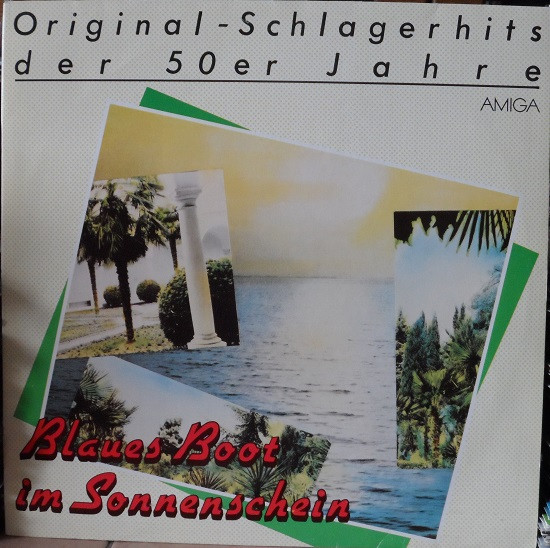 Original-Schlagerhits
der 50er Jahre
AMIGA
Blaues Boot
im Sonnenschein